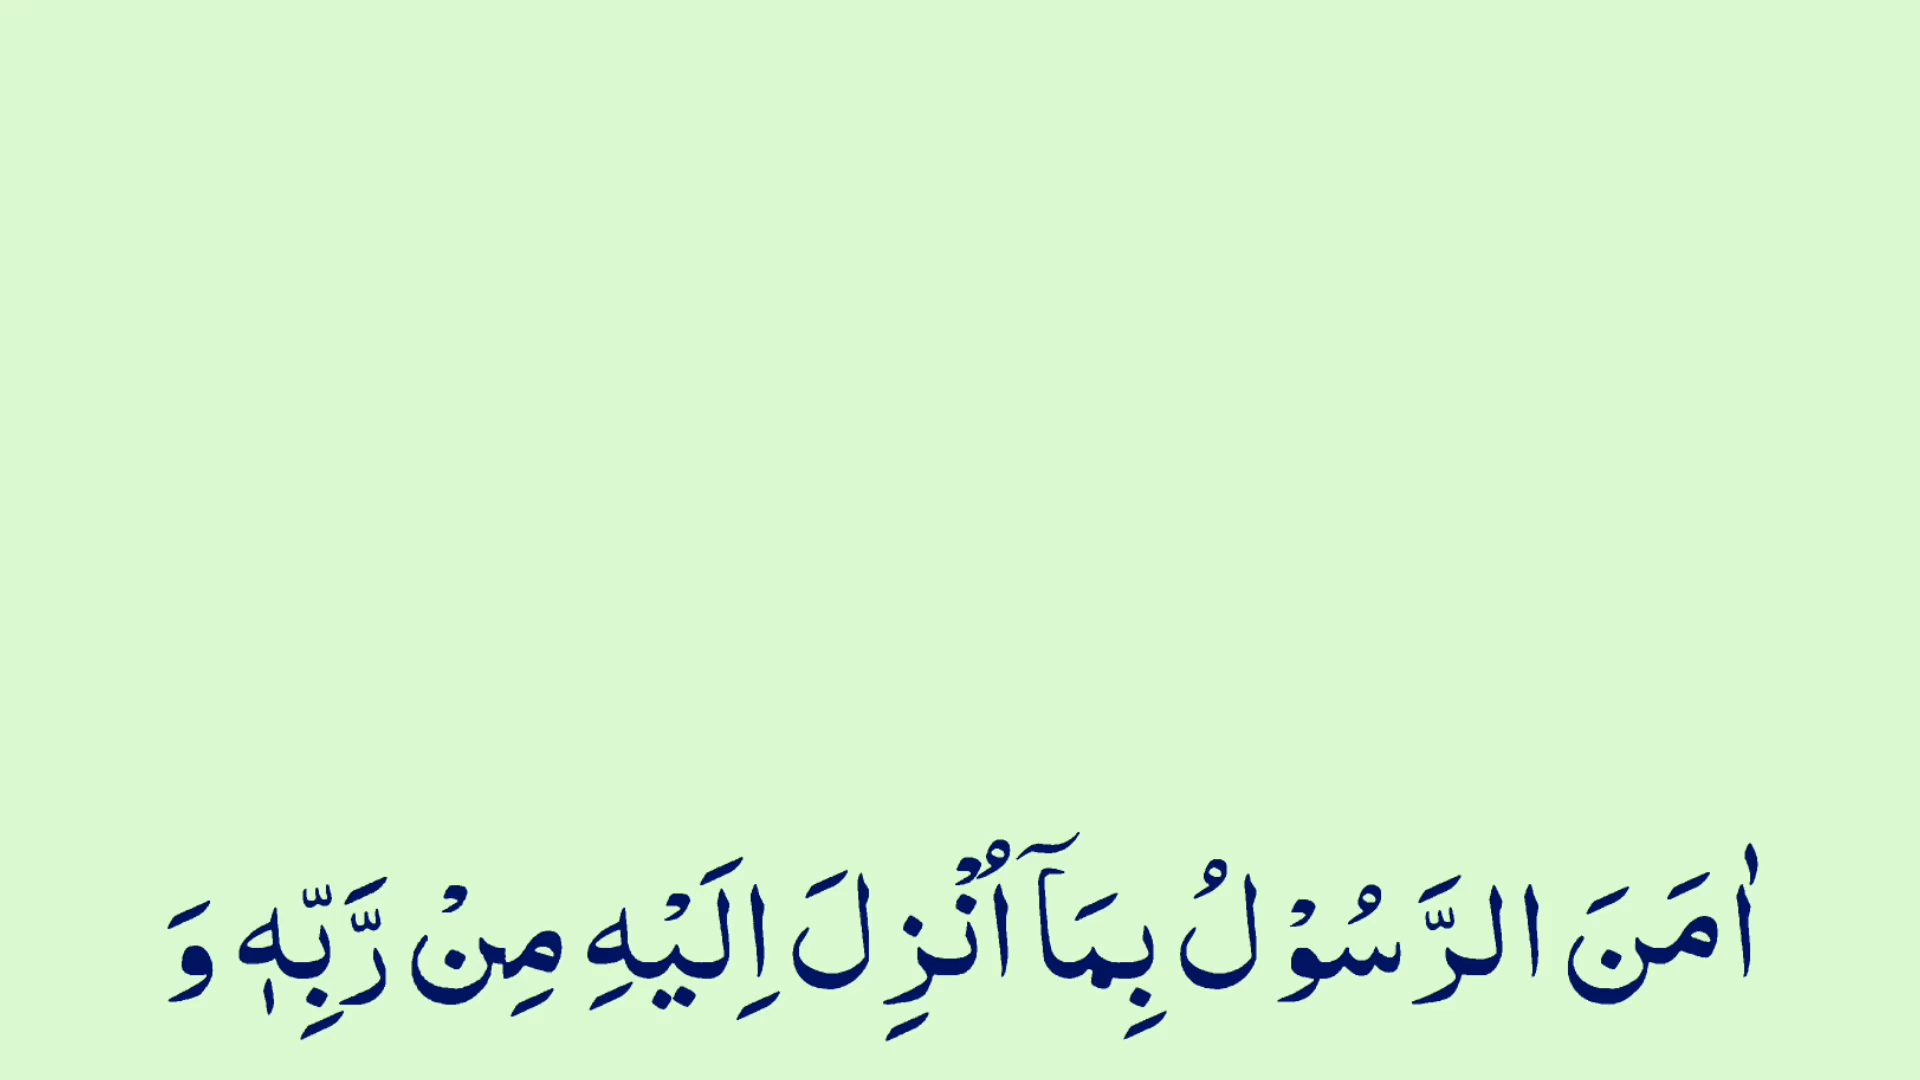 اٰمَنَ الرَّسُوْلُ بِمَاۤ اُنْزِلَ اِلَيْهِ مِنْ رَّبِّهٖ وَ